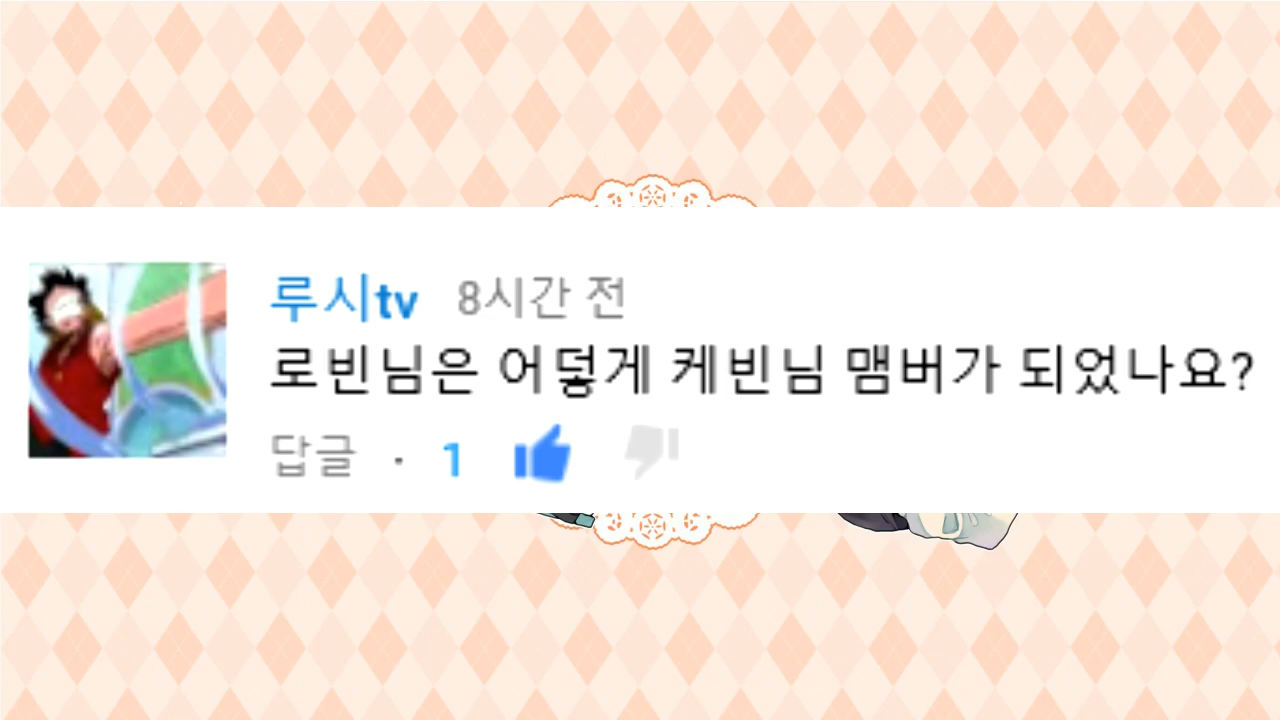 루시tv 8시간 전
로빈님은 어덯게 케빈님 맴버가 되었나요?
답글 · 1